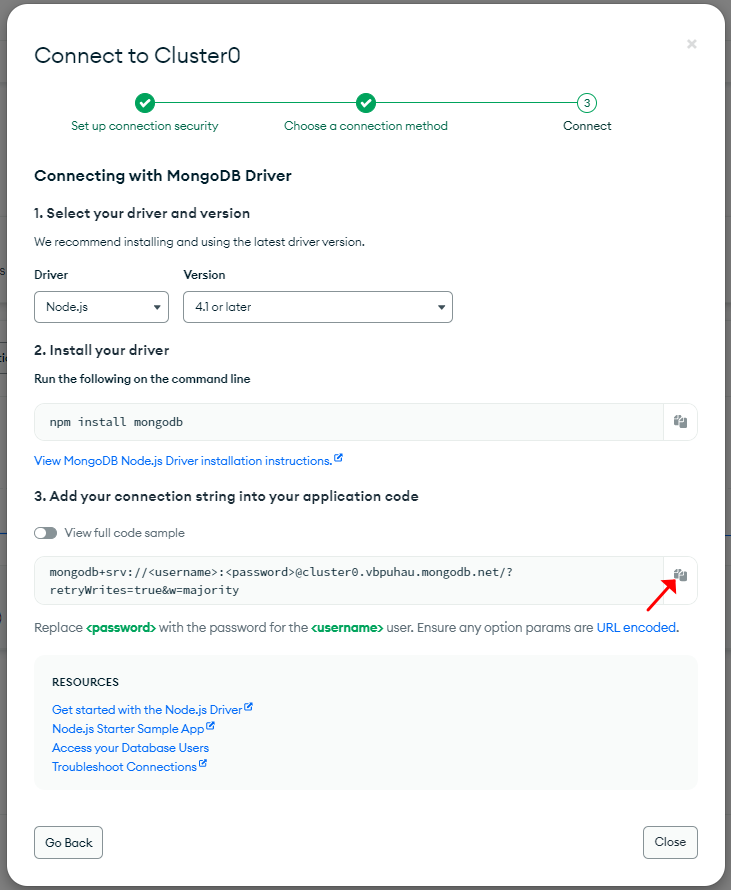 Connect to Cluster0
Set up connection security
Choose a connection method
3
Connect
Connecting with MongoDB Driver
1. Select your driver and version
We recommend installing and using the latest driver version.
Driver
Version
Node.js
4.1 or later
2. Install your driver
Run the following on the command line
npm install mongodb
View MongoDB Node.js Driver installation instructions.
3. Add your connection string into your application code
View full code sample
mongodb+srv://<username>:<password>@cluster0.vbpuhau.mongodb.net/?
retryWrites=true&w=majority
Replace <password> with the password for the <username> user. Ensure any option params are URL encoded.
RESOURCES
Get started with the Node.js Driver
Node.js Starter Sample App
Access your Database Users
Troubleshoot Connections
Go Back
Close